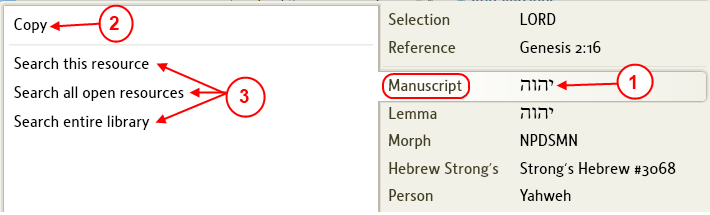 Copy
2
Search this resource
Search all open resources
Search entire library
3
Selection LORD
Reference Genesis 2:16
Manuscript יהוה
1
Lemma יהוה
Morph NPDSMN
Hebrew Strong's Strong's Hebrew #3068
Person Yahweh